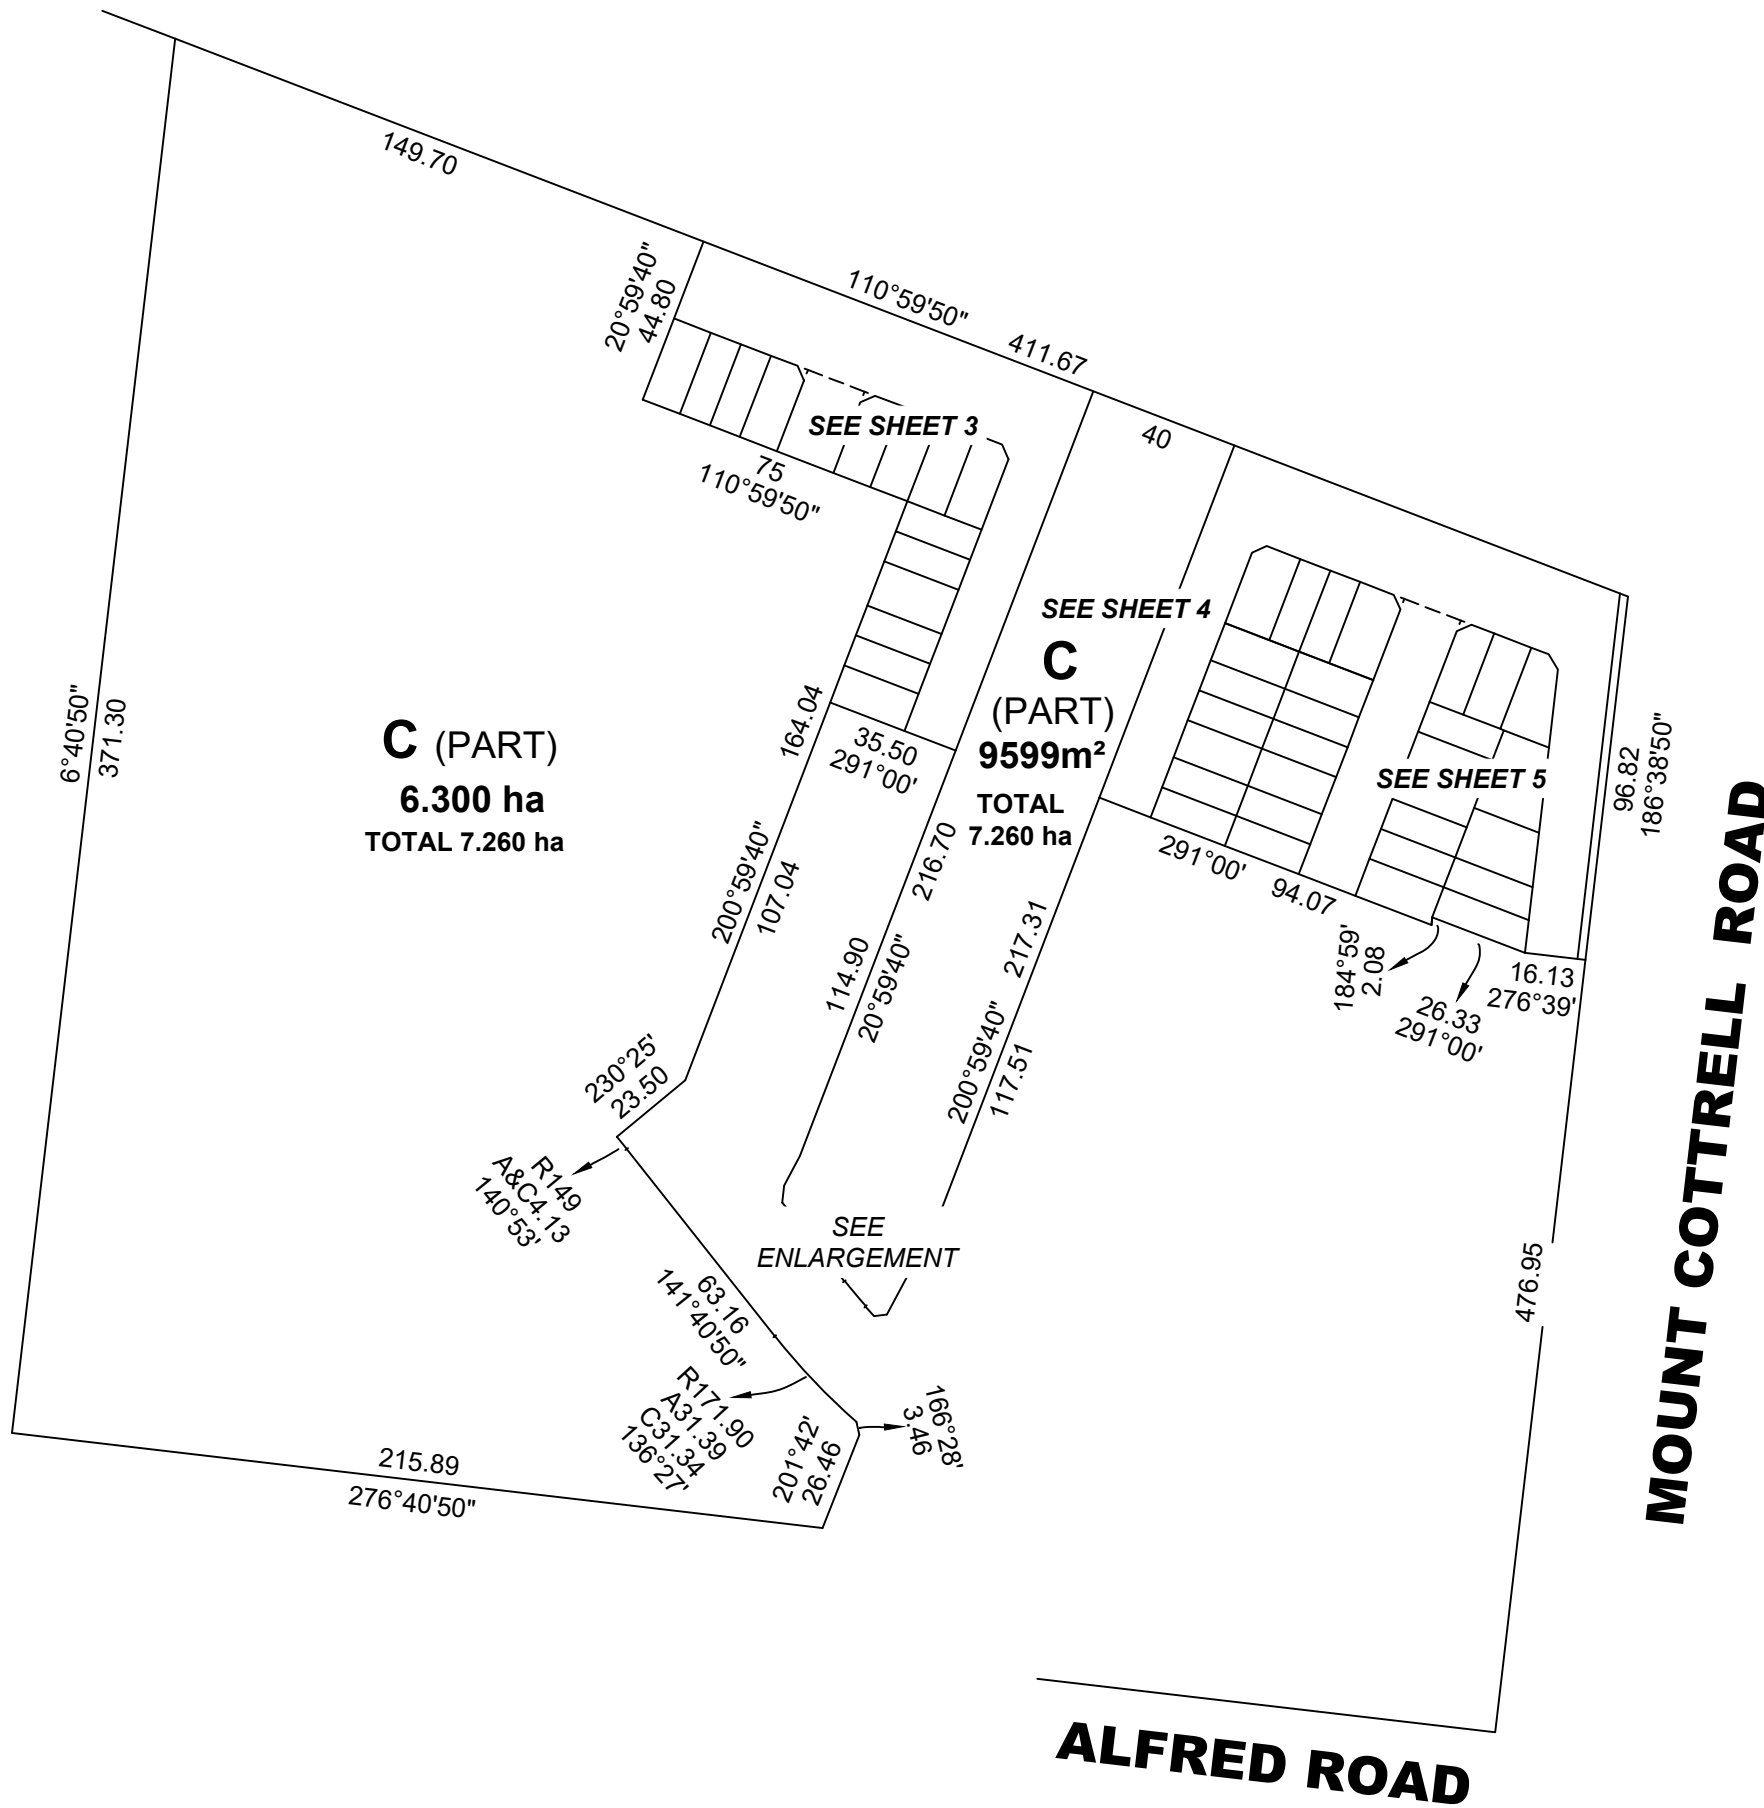 149.70
20°59'40"
44.80
110°59'50"
411.67
40
SEE SHEET 3
75
110°59'50"
SEE SHEET 4
C
(PART)
9599m²
TOTAL
7.260 ha
SEE SHEET 5
96.82
186°38'50"
6°40'50"
371.30
C (PART)
6.300 ha
TOTAL 7.260 ha
164.04
35.50
291°00'
216.70
200°59'40"
107.04
114.90
20°59'40"
217.31
200°59'40"
117.51
291°00'
94.07
184°59'
2.08
26.33
291°00'
16.13
276°39'
MOUNT COTTRELL ROAD
230°25'
23.50
R149
A&C4.13
140°53'
SEE
ENLARGEMENT
476.95
63.16
141°40'50"
R171.90
A31.39
C31.34
136°27'
166°28'
3.46
201°42'
26.46
215.89
276°40'50"
ALFRED ROAD